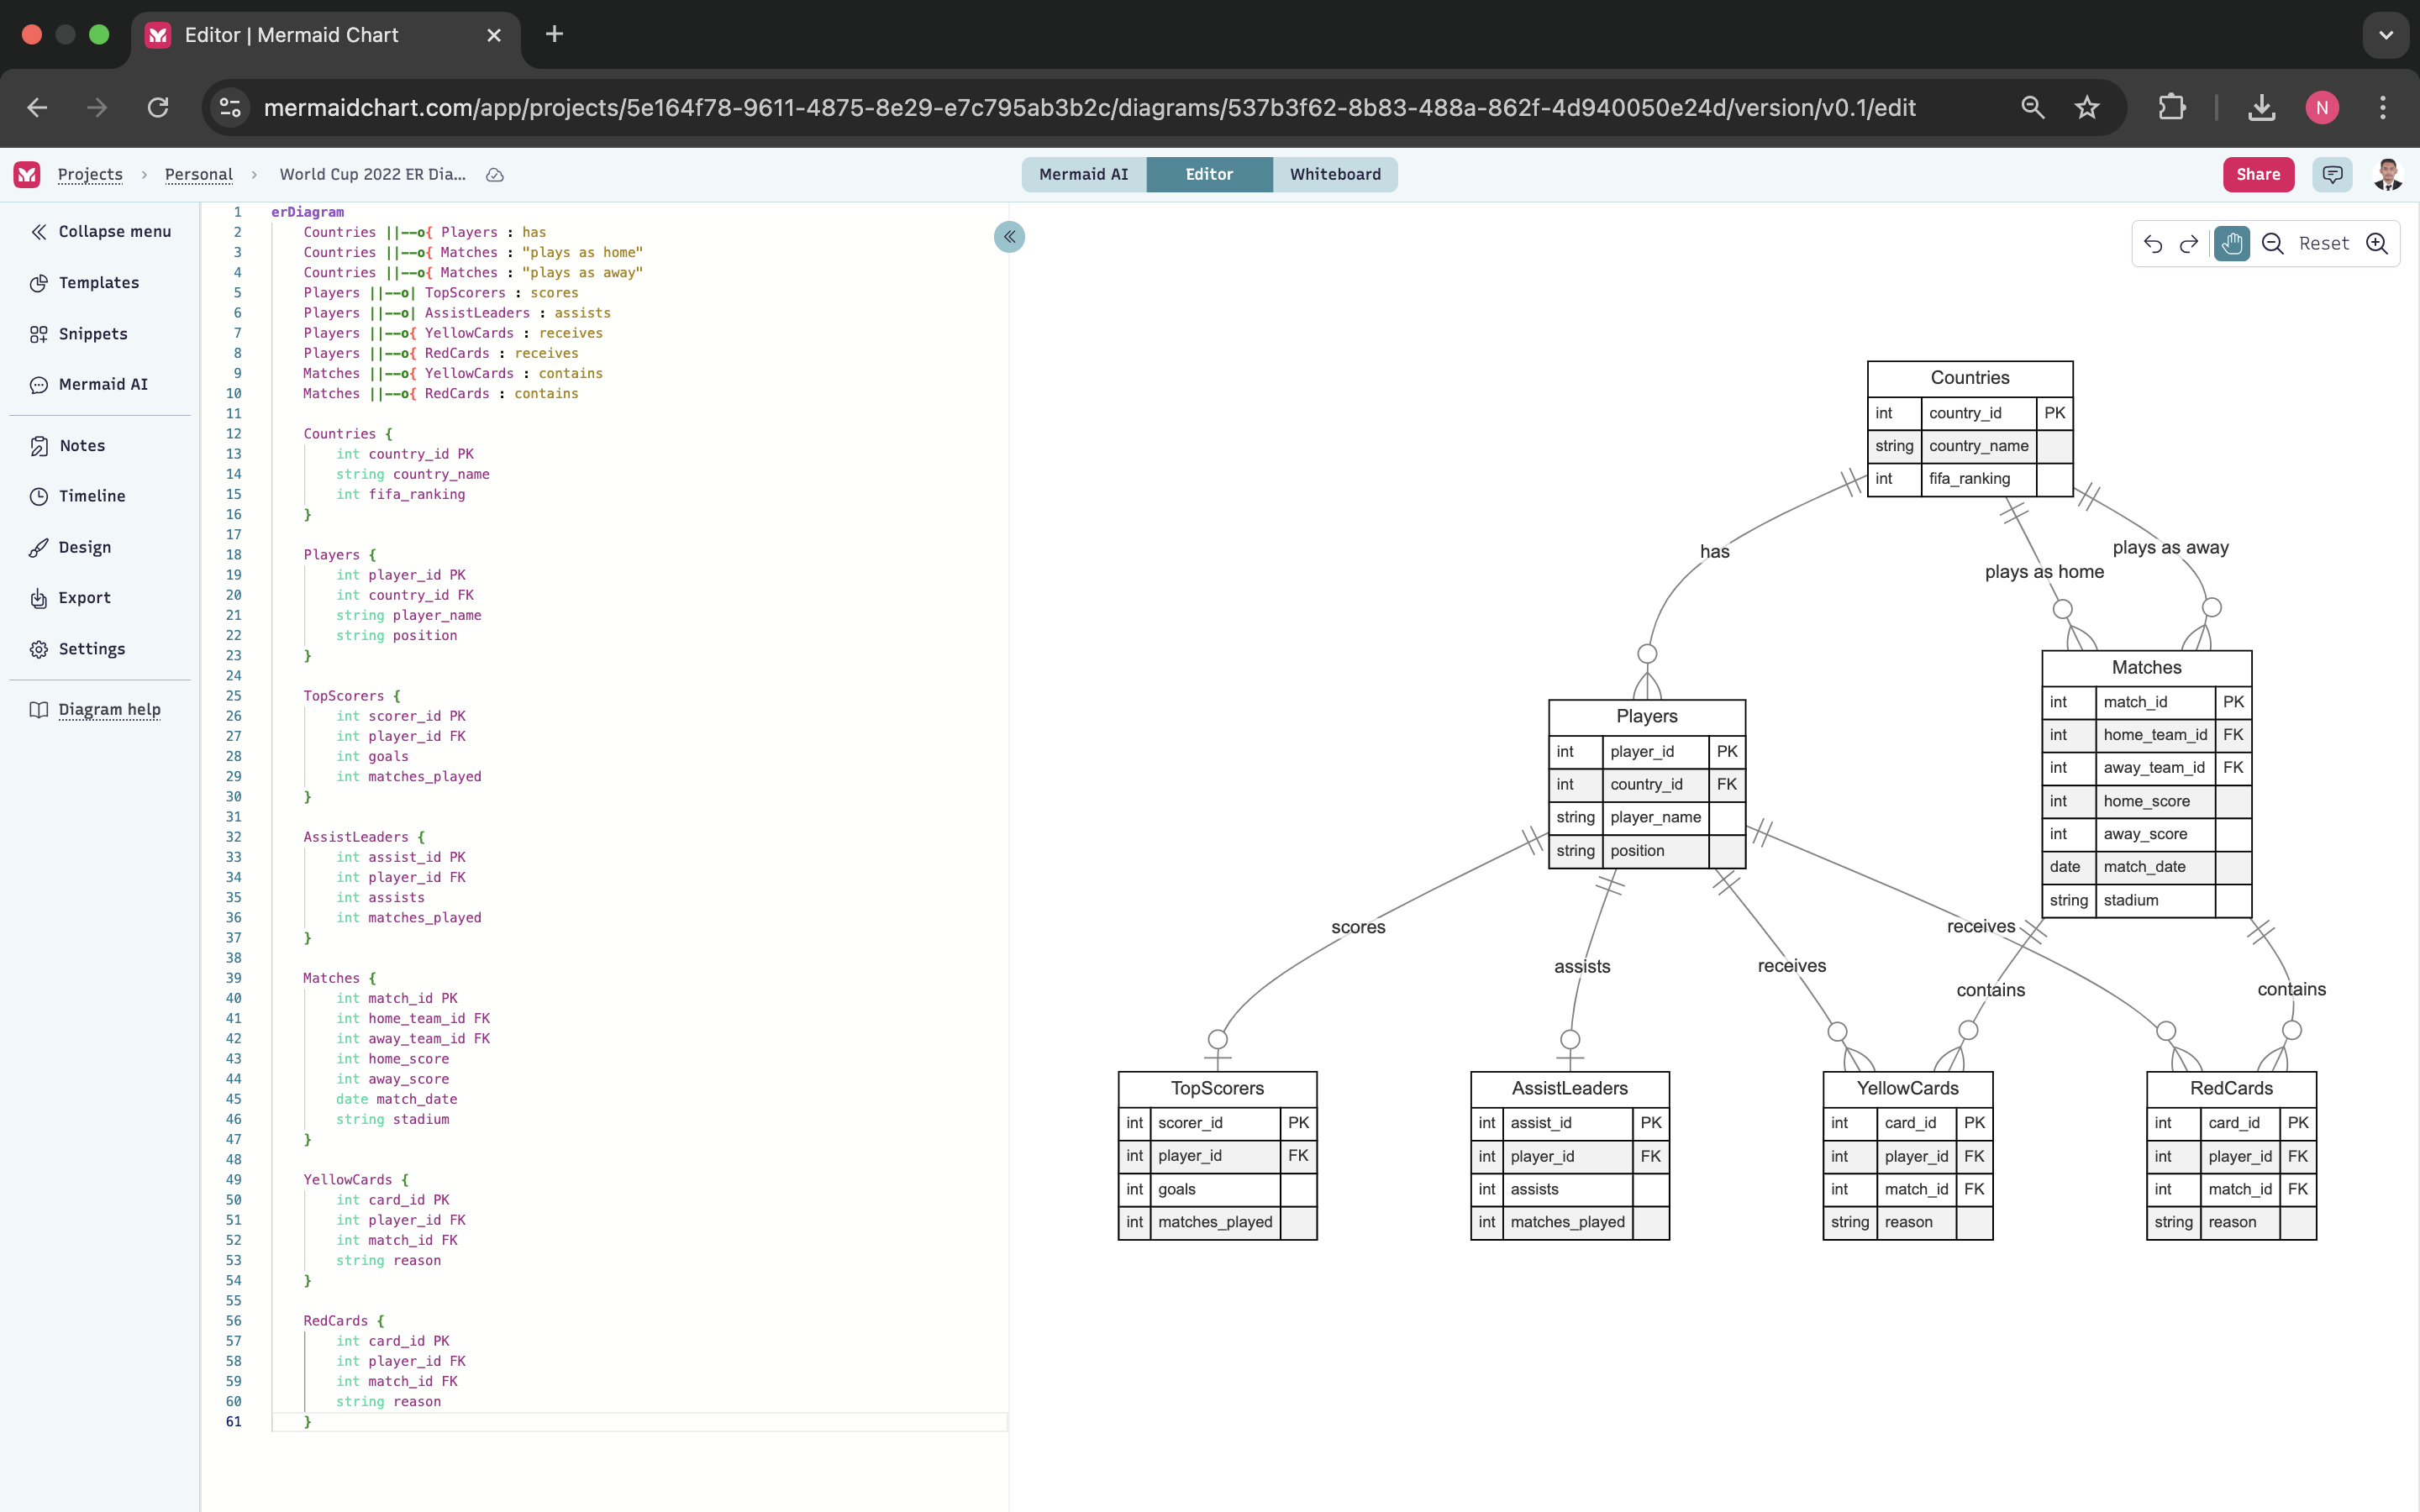 Editor | Mermaid Chart
mermaidchart.com/app/projects/5e164f78-9611-4875-8e29-e7c795ab3b2c/diagrams/537b3f62-8b83-488a-862f-4d940050e24d/version/v0.1/edit
N
Projects > Personal > World Cup 2022 ER Dia...
Mermaid AI
Editor
Whiteboard
Share
Collapse menu
Templates
Snippets
Mermaid AI
Notes
Timeline
Design
Export
Settings
Diagram help
1 erDiagram
2 Countries ||--o{ Players : has
3 Countries ||--o{ Matches : "plays as home"
4 Countries ||--o{ Matches : "plays as away"
5 Players ||--o| TopScorers : scores
6 Players ||--o| AssistLeaders : assists
7 Players ||--o{ YellowCards : receives
8 Players ||--o{ RedCards : receives
9 Matches ||--o{ YellowCards : contains
10 Matches ||--o{ RedCards : contains
11
12 Countries {
13 int country_id PK
14 string country_name
15 int fifa_ranking
16 }
17
18 Players {
19 int player_id PK
20 int country_id FK
21 string player_name
22 string position
23 }
24
25 TopScorers {
26 int scorer_id PK
27 int player_id FK
28 int goals
29 int matches_played
30 }
31
32 AssistLeaders {
33 int assist_id PK
34 int player_id FK
35 int assists
36 int matches_played
37 }
38
39 Matches {
40 int match_id PK
41 int home_team_id FK
42 int away_team_id FK
43 int home_score
44 int away_score
45 date match_date
46 string stadium
47 }
48
49 YellowCards {
50 int card_id PK
51 int player_id FK
52 int match_id FK
53 string reason
54 }
55
56 RedCards {
57 int card_id PK
58 int player_id FK
59 int match_id FK
60 string reason
61 }
Reset
Countries
int country_id PK
string country_name
int fifa_ranking
has
plays as home
plays as away
Players
int player_id PK
int country_id FK
string player_name
string position
Matches
int match_id PK
int home_team_id FK
int away_team_id FK
int home_score
int away_score
date match_date
string stadium
scores
assists
receives
receives
contains
contains
TopScorers
int scorer_id PK
int player_id FK
int goals
int matches_played
AssistLeaders
int assist_id PK
int player_id FK
int assists
int matches_played
YellowCards
int card_id PK
int player_id FK
int match_id FK
string reason
RedCards
int card_id PK
int player_id FK
int match_id FK
string reason